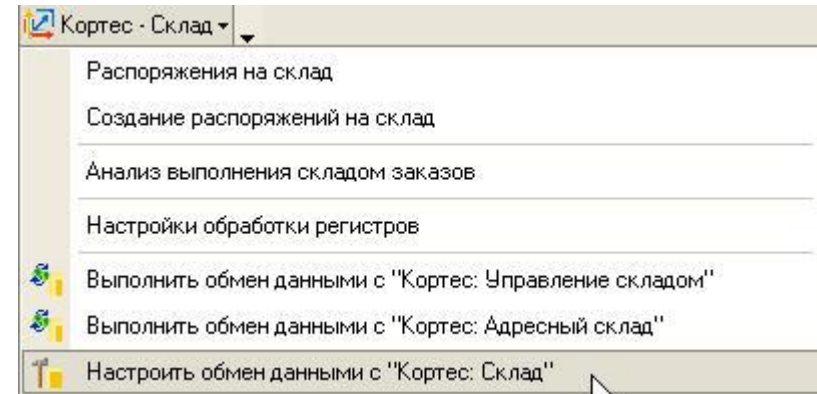 Кортес - Склад
Распоряжения на склад
Создание распоряжений на склад
Анализ выполнения складом заказов
Настройки обработки регистров
Выполнить обмен данными с "Кортес: Управление складом"
Выполнить обмен данными с "Кортес: Адресный склад"
Настроить обмен данными с "Кортес: Склад"